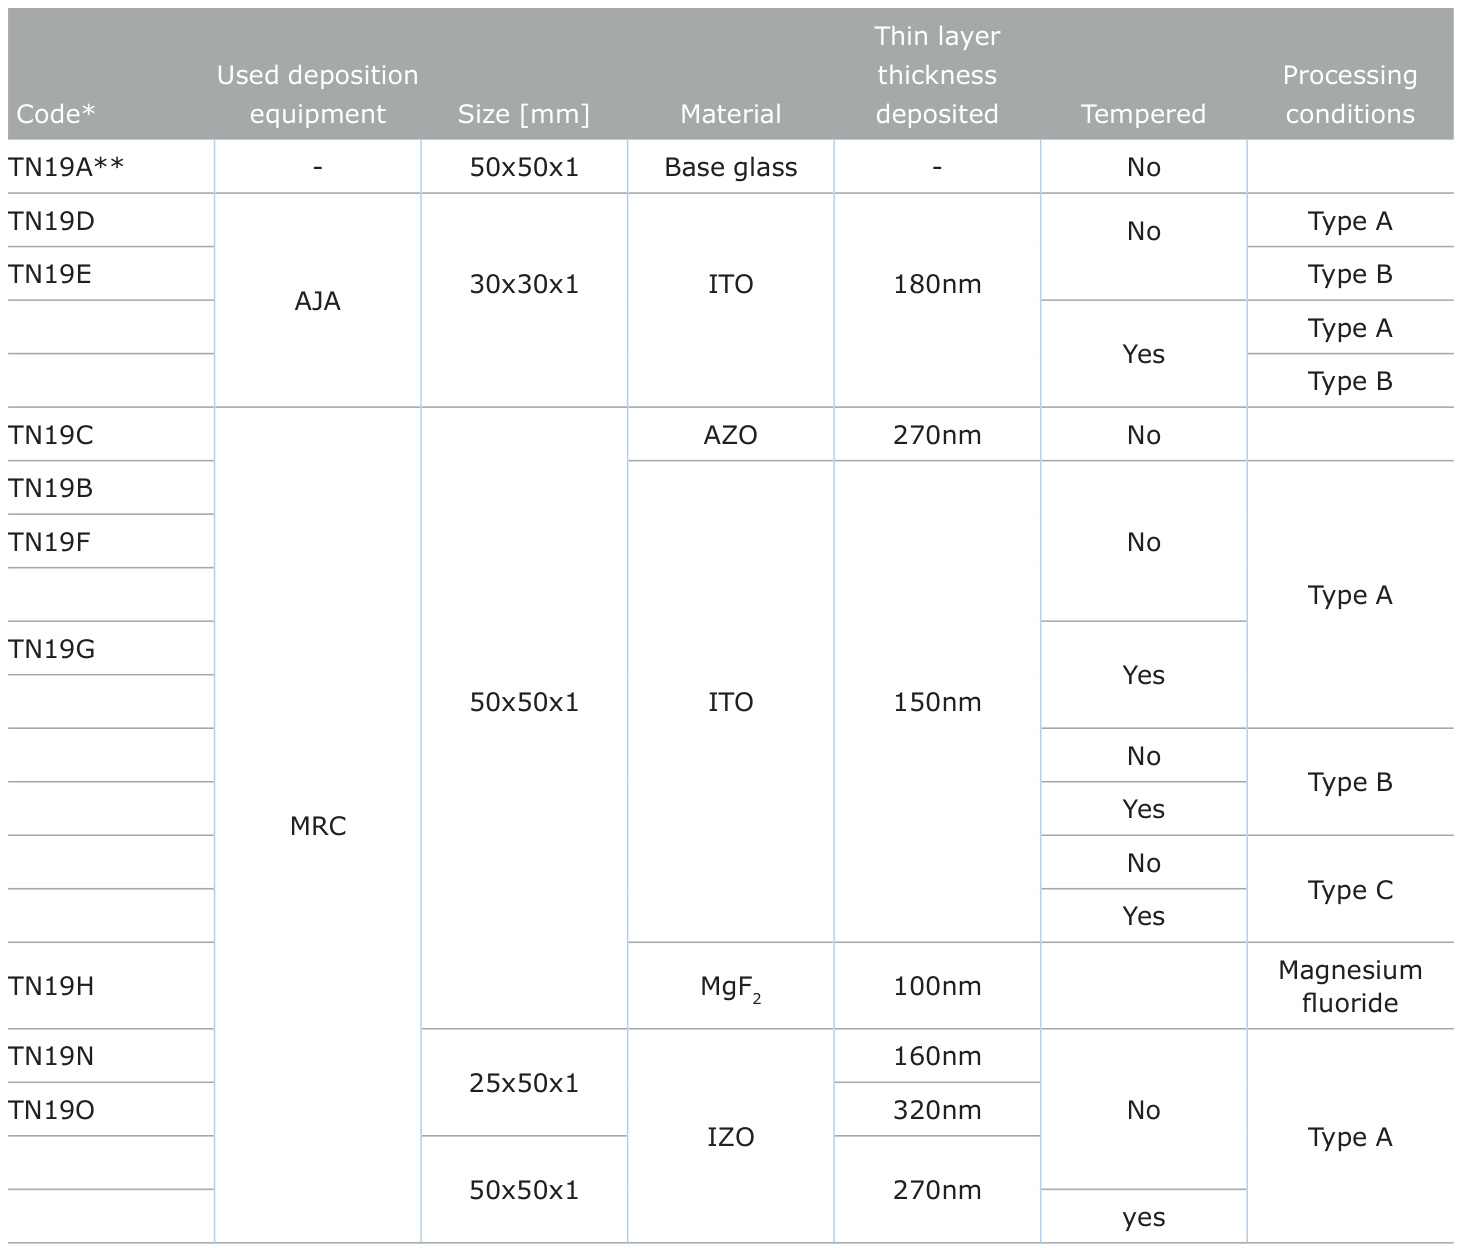 Code*
Used deposition
equipment
Size [mm]
Material
Thin layer
thickness
deposited
Tempered
Processing
conditions
TN19A** - 50x50x1 Base glass - No
TN19D
TN19E
AJA
30x30x1
ITO
180nm
No
Yes
Type A
Type B
Type A
Type B
TN19C
TN19B
TN19F
TN19G
MRC
50x50x1
AZO
270nm
No
ITO
150nm
No
Yes
No
Yes
No
Yes
Type A
Type B
Type C
TN19H
MgF2
100nm
Magnesium
fluoride
TN19N
TN19O
25x50x1
50x50x1
IZO
160nm
320nm
270nm
No
yes
Type A